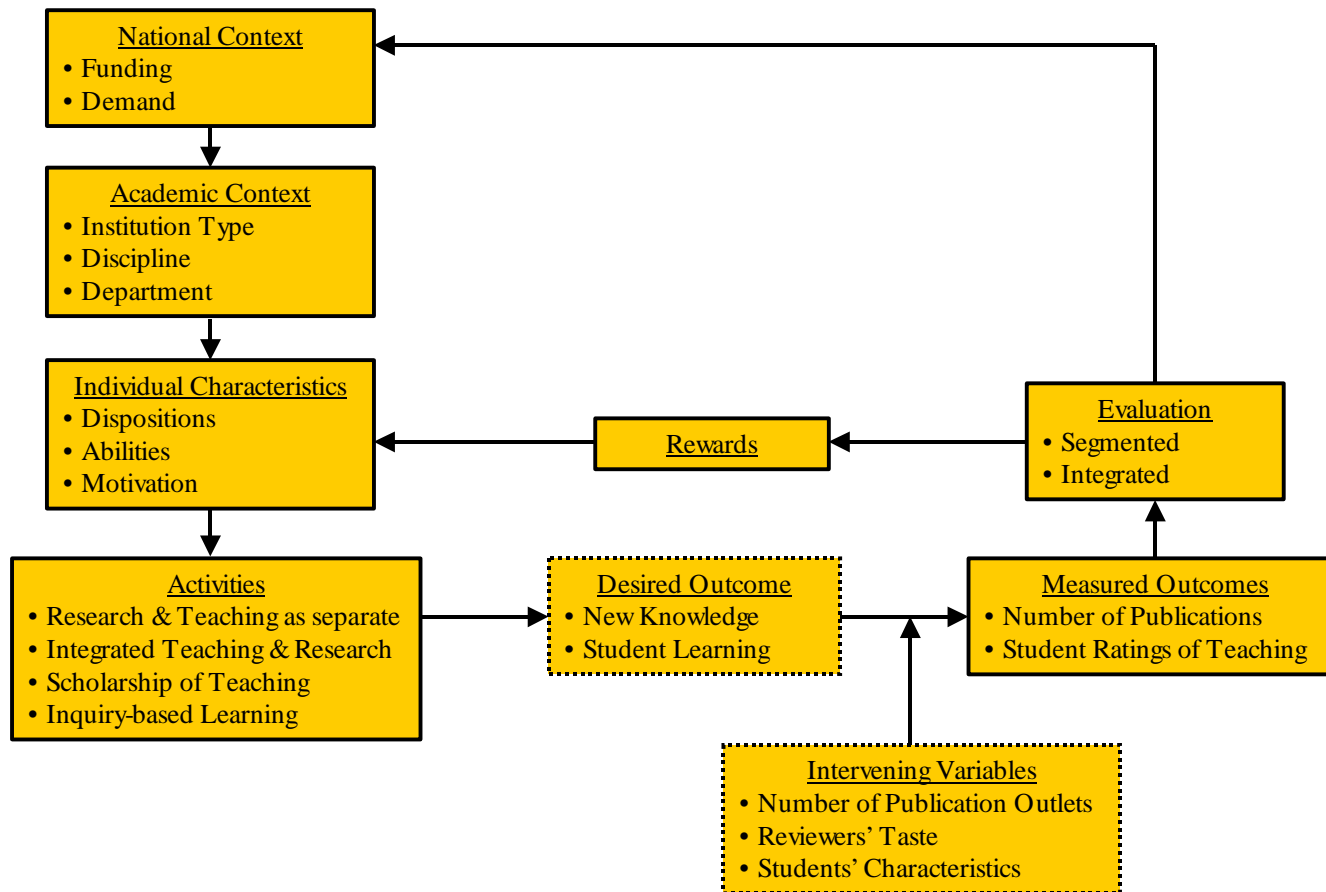 National Context
• Funding
• Demand
Academic Context
• Institution Type
• Discipline
• Department
Individual Characteristics
• Dispositions
• Abilities
• Motivation
Rewards
Evaluation
• Segmented
• Integrated
Activities
• Research & Teaching as separate
• Integrated Teaching & Research
• Scholarship of Teaching
• Inquiry-based Learning
Desired Outcome
• New Knowledge
• Student Learning
Measured Outcomes
• Number of Publications
• Student Ratings of Teaching
Intervening Variables
• Number of Publication Outlets
• Reviewers’ Taste
• Students’ Characteristics